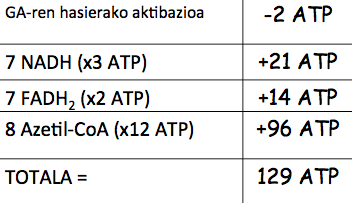 GA-ren hasierako aktibazioa -2 ATP
7 NADH (x3 ATP) +21 ATP
7 FADH₂ (x2 ATP) +14 ATP
8 Azetil-CoA (x12 ATP) +96 ATP
TOTALA = 129 ATP